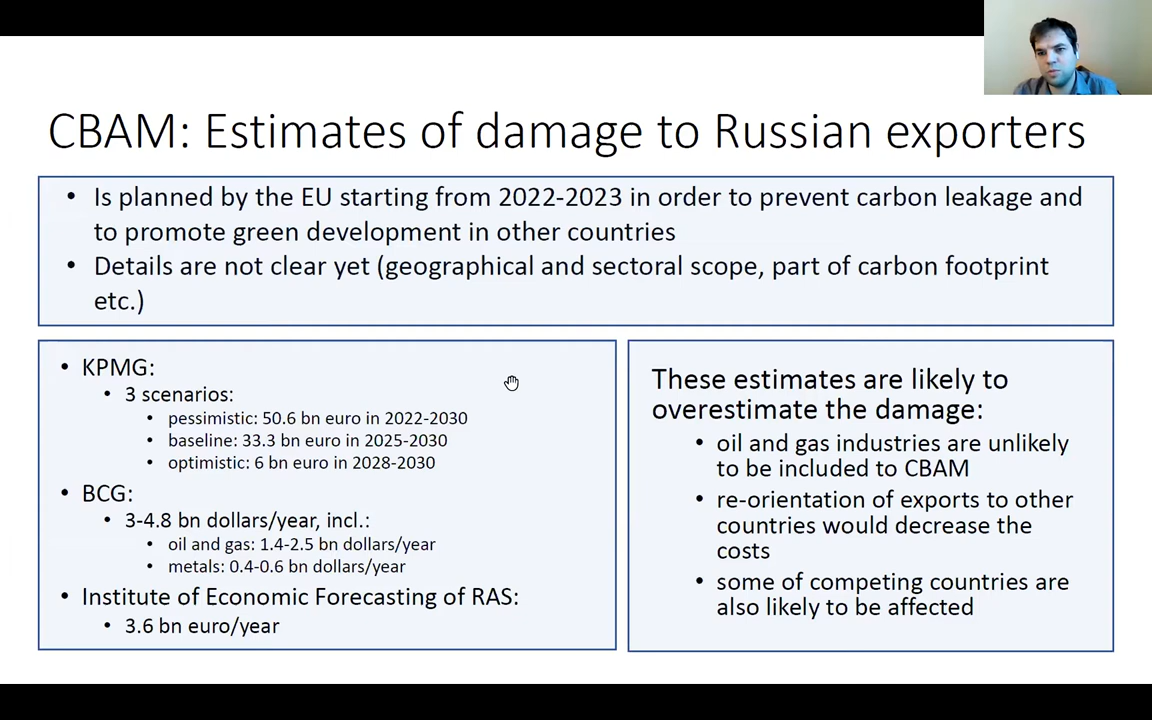 CBAM: Estimates of damage to Russian exporters
• Is planned by the EU starting from 2022-2023 in order to prevent carbon leakage and
to promote green development in other countries
• Details are not clear yet (geographical and sectoral scope, part of carbon footprint
etc.)
• KPMG:
• 3 scenarios:
• pessimistic: 50.6 bn euro in 2022-2030
• baseline: 33.3 bn euro in 2025-2030
• optimistic: 6 bn euro in 2028-2030
• BCG:
• 3-4.8 bn dollars/year, incl.:
• oil and gas: 1.4-2.5 bn dollars/year
• metals: 0.4-0.6 bn dollars/year
• Institute of Economic Forecasting of RAS:
• 3.6 bn euro/year
These estimates are likely to
overestimate the damage:
• oil and gas industries are unlikely
to be included to CBAM
• re-orientation of exports to other
countries would decrease the
costs
• some of competing countries are
also likely to be affected